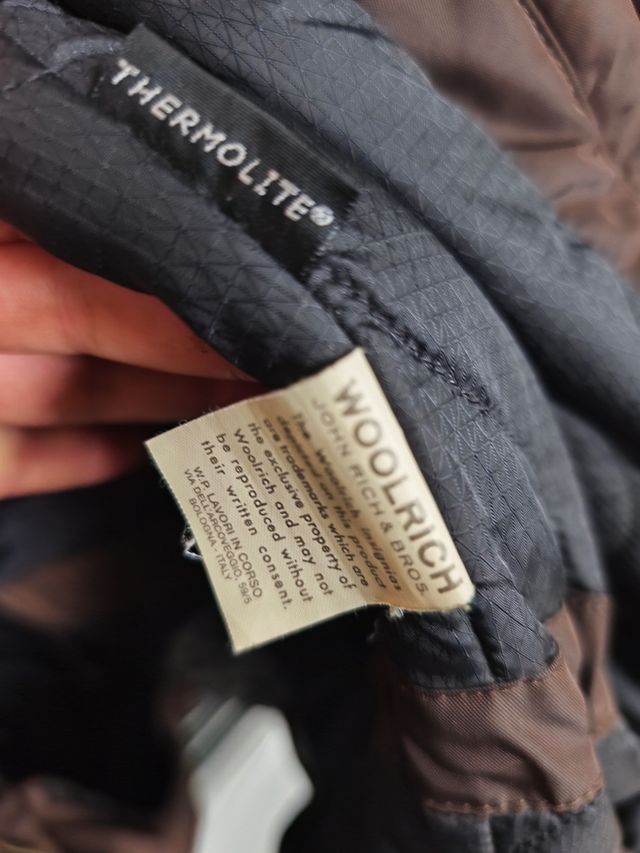 THERMOLITE®
WOOLRICH
JOHN RICH & BROS.
The Woolrich insignias
depicted on this product
are trademarks which are
the exclusive property of
Woolrich and may not
be reproduced without
their written consent.
W.P. LAVORI IN CORSO
VIA DELL'ARCOVEGGIO, 59/5
BOLOGNA - ITALY